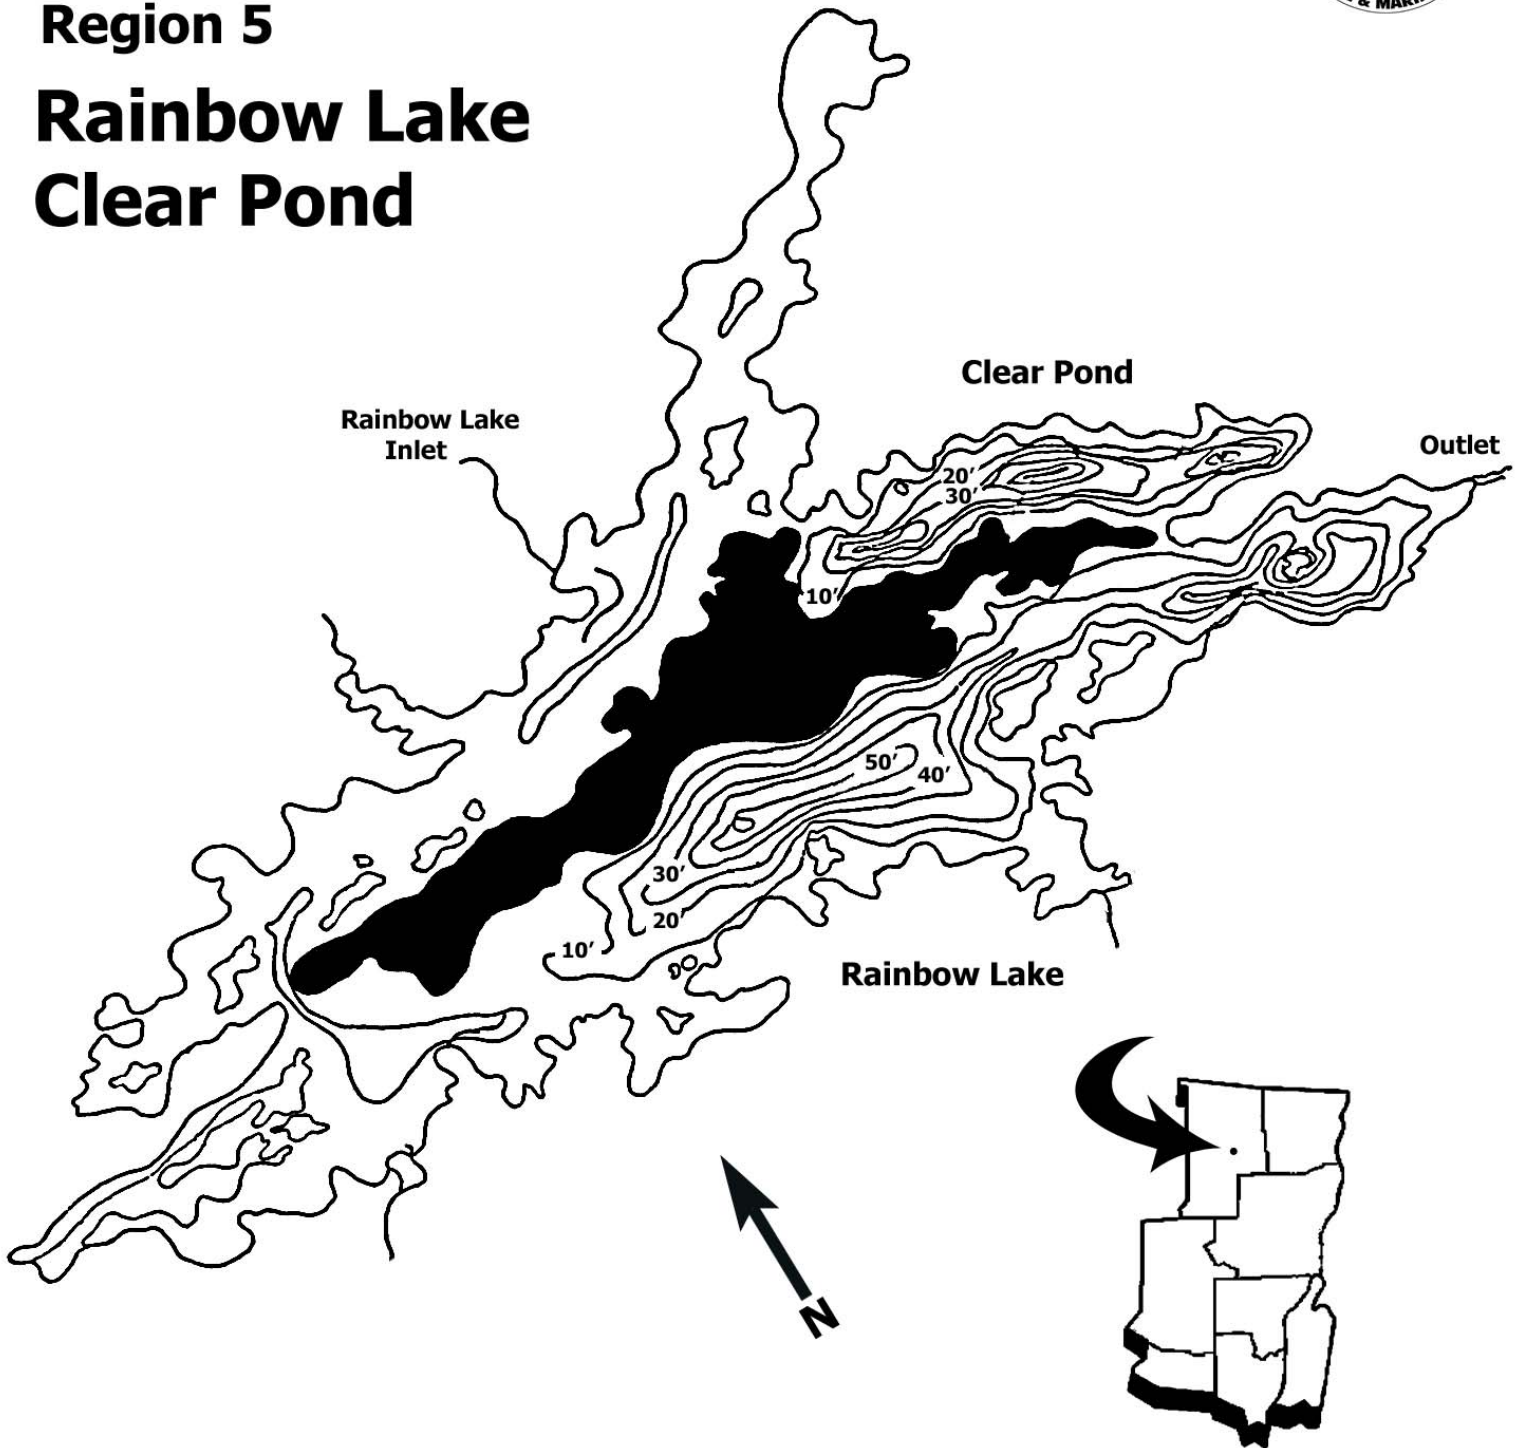 Region 5
Rainbow Lake
Clear Pond
& MARI
Clear Pond
Rainbow Lake
Inlet
Outlet
20'
30'
10'
50'
40'
30'
20'
10'
Rainbow Lake
N